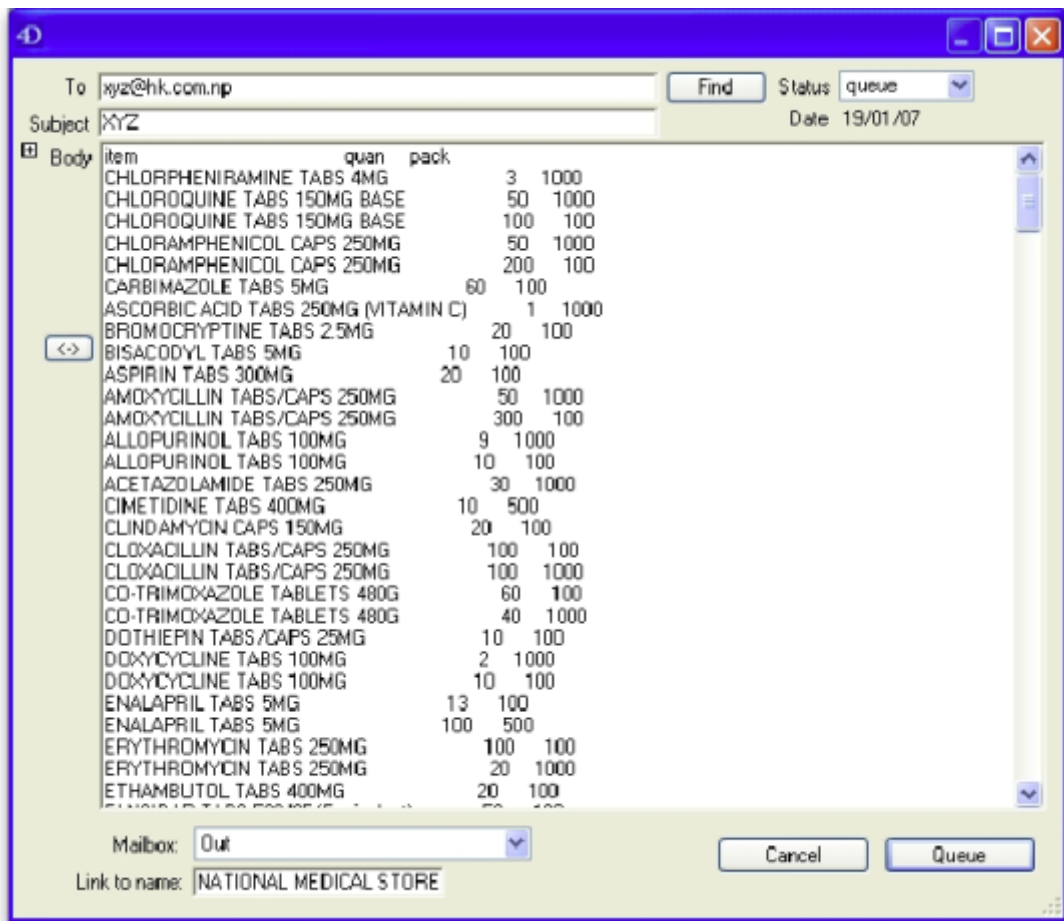 4D
To xyz@hk.com.np Find Status queue
Subject XYZ Date 19/01/07
Body item quan pack
CHLORPHENIRAMINE TABS 4MG 3 1000
CHLOROQUINE TABS 150MG BASE 50 1000
CHLOROQUINE TABS 150MG BASE 100 100
CHLORAMPHENICOL CAPS 250MG 50 1000
CHLORAMPHENICOL CAPS 250MG 200 100
CARBIMAZOLE TABS 5MG 60 100
ASCORBIC ACID TABS 250MG (VITAMIN C) 1 1000
BROMOCRYPTINE TABS 2.5MG 20 100
<-> BISACODYL TABS 5MG 10 100
ASPIRIN TABS 300MG 20 100
AMOXYCILLIN TABS/CAPS 250MG 50 1000
AMOXYCILLIN TABS/CAPS 250MG 300 100
ALLOPURINOL TABS 100MG 9 1000
ALLOPURINOL TABS 100MG 10 100
ACETAZOLAMIDE TABS 250MG 30 1000
CIMETIDINE TABS 400MG 10 500
CLINDAMYCIN CAPS 150MG 20 100
CLOXACILLIN TABS/CAPS 250MG 100 100
CLOXACILLIN TABS/CAPS 250MG 100 1000
CO-TRIMOXAZOLE TABLETS 480G 60 100
CO-TRIMOXAZOLE TABLETS 480G 40 1000
DOTHIEPIN TABS/CAPS 25MG 10 100
DOXYCYCLINE TABS 100MG 2 1000
DOXYCYCLINE TABS 100MG 10 100
ENALAPRIL TABS 5MG 13 100
ENALAPRIL TABS 5MG 100 500
ERYTHROMYCIN TABS 250MG 100 100
ERYTHROMYCIN TABS 250MG 20 1000
ETHAMBUTOL TABS 400MG 20 100
Mailbox: Out Cancel Queue
Link to name: NATIONAL MEDICAL STORE